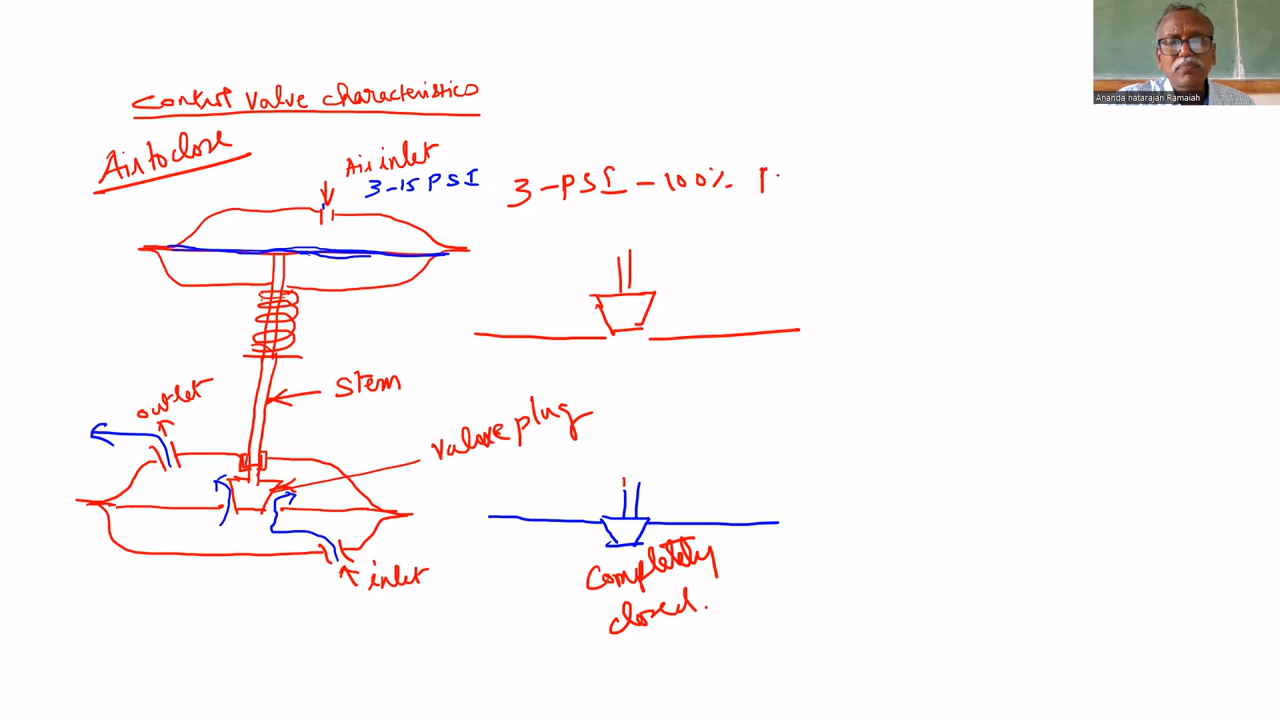 Control valve characteristics
Air to close
Air inlet
3-15 PSI
3-PSI-100%
outlet
stem
Valve plug
inlet
Completely
closed.
Ananda natarajan Ramaiah